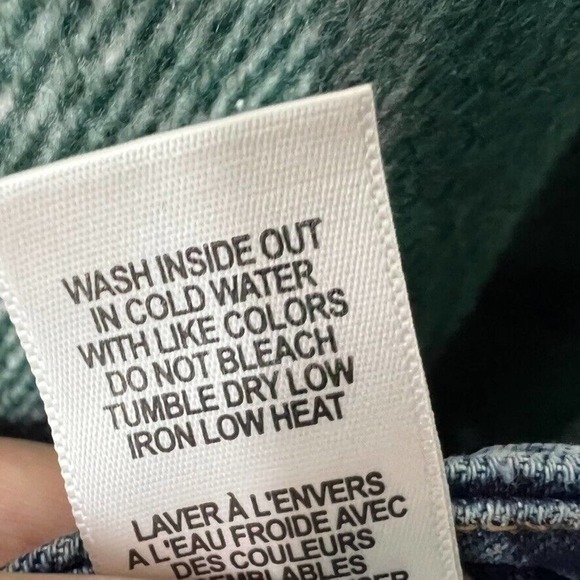 WASH INSIDE OUT
IN COLD WATER
WITH LIKE COLORS
DO NOT BLEACH
TUMBLE DRY LOW
IRON LOW HEAT
LAVER À L'ENVERS
A L'EAU FROIDE AVEC
DES COULEURS